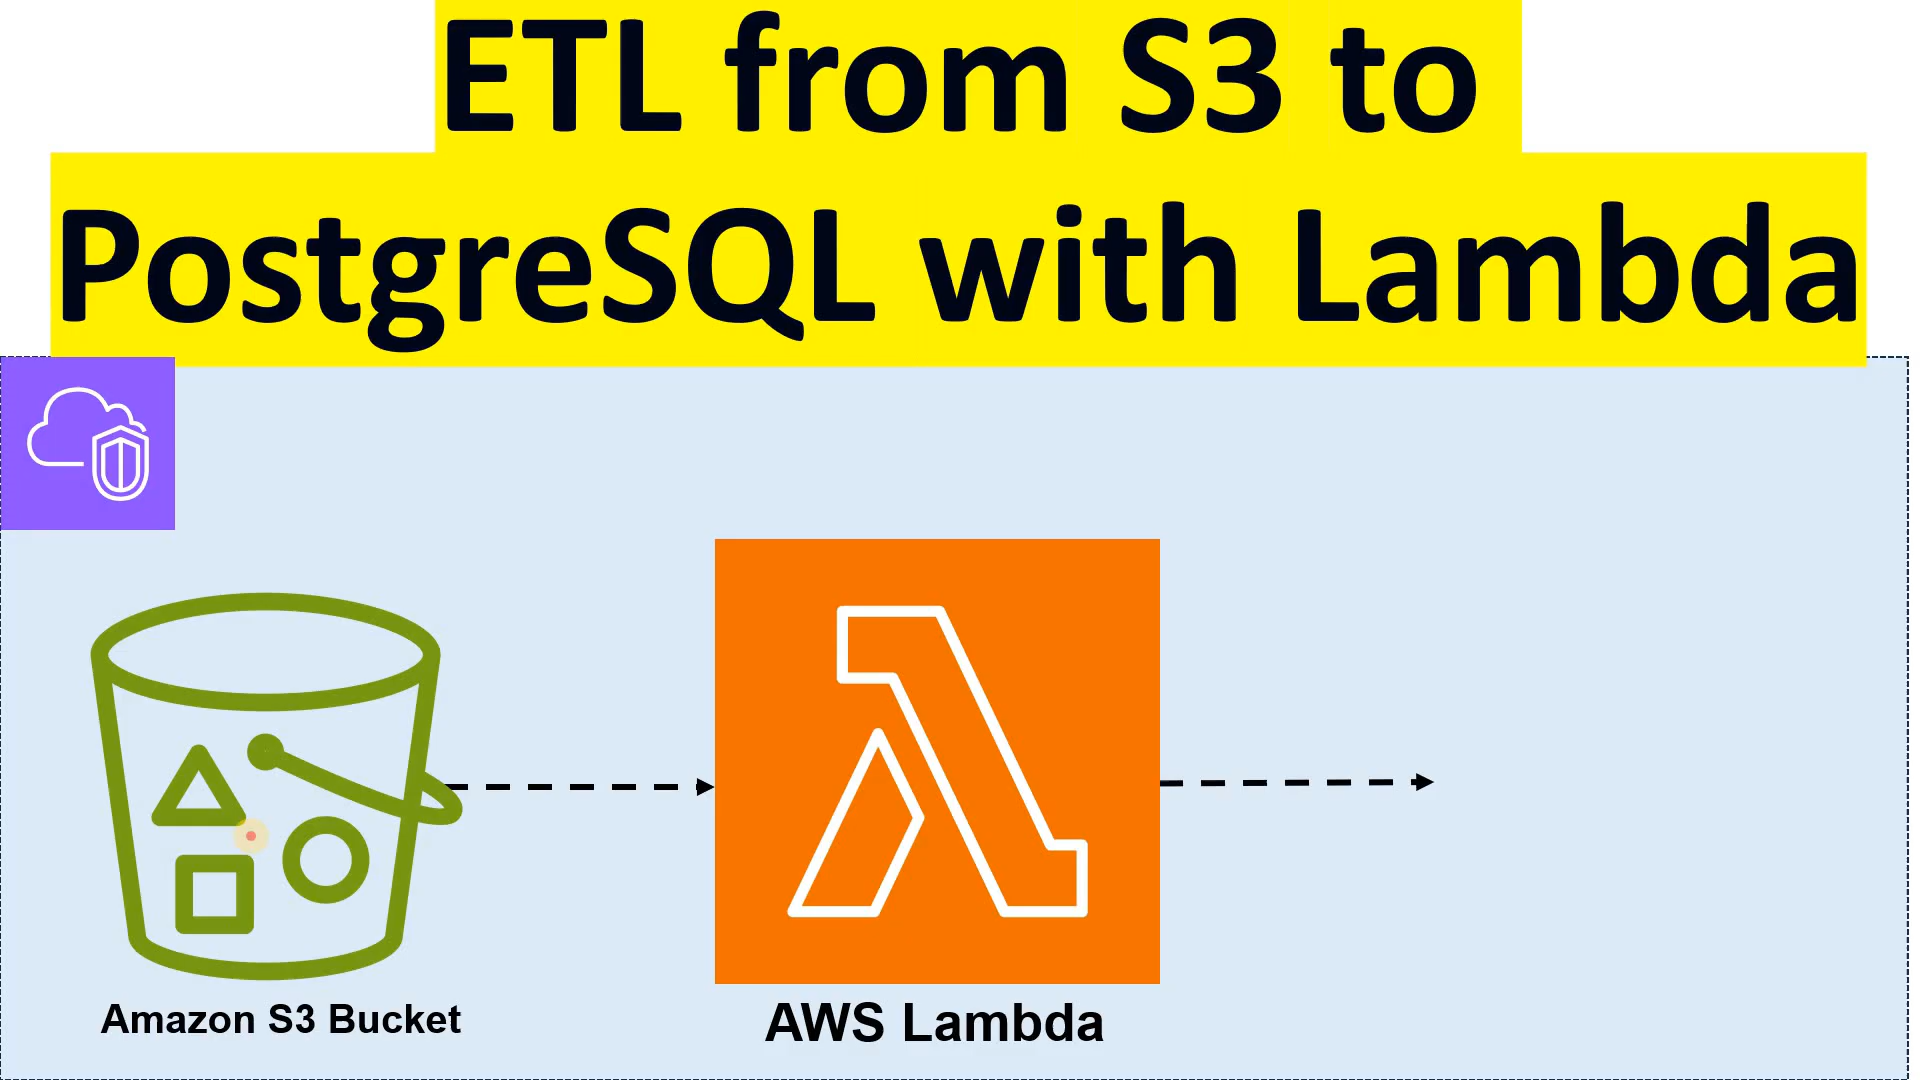 ETL from S3 to
PostgreSQL with Lambda
Amazon S3 Bucket
AWS Lambda